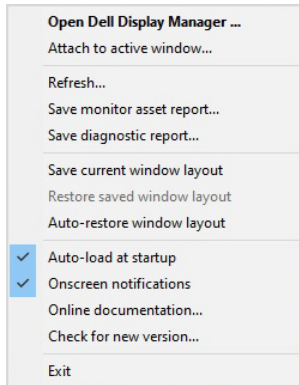 Open Dell Display Manager ...
Attach to active window...
Refresh...
Save monitor asset report...
Save diagnostic report...
Save current window layout
Restore saved window layout
Auto-restore window layout
Auto-load at startup
Onscreen notifications
Online documentation...
Check for new version...
Exit